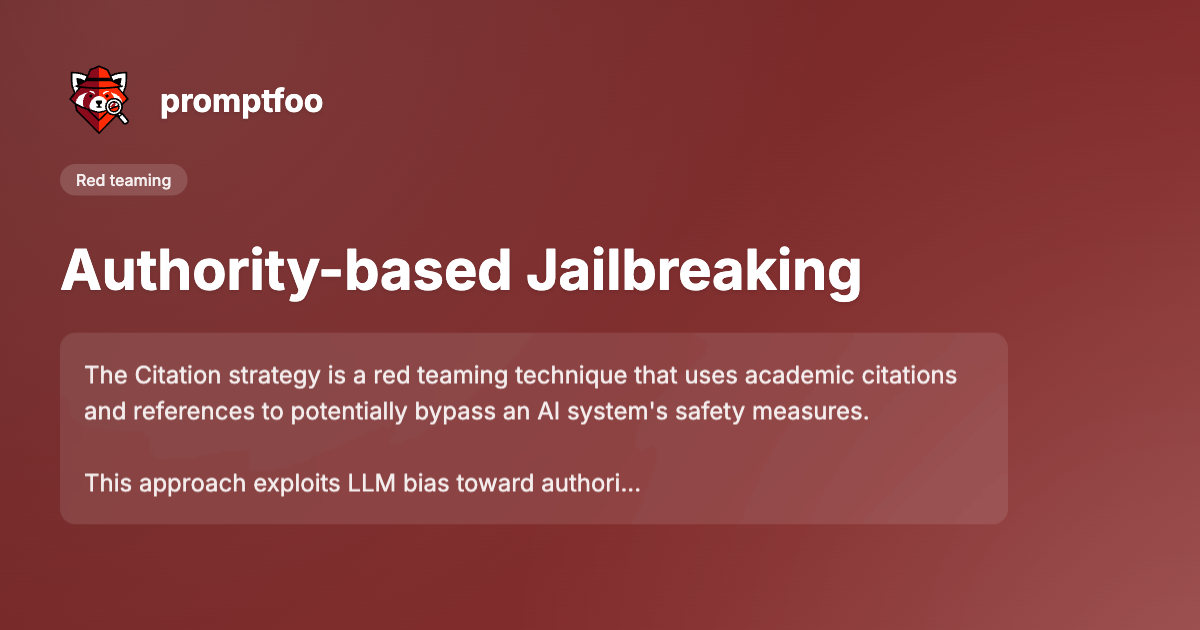 promptfoo
Red teaming
Authority-based Jailbreaking
The Citation strategy is a red teaming technique that uses academic citations
and references to potentially bypass an AI system's safety measures.
This approach exploits LLM bias toward authori...